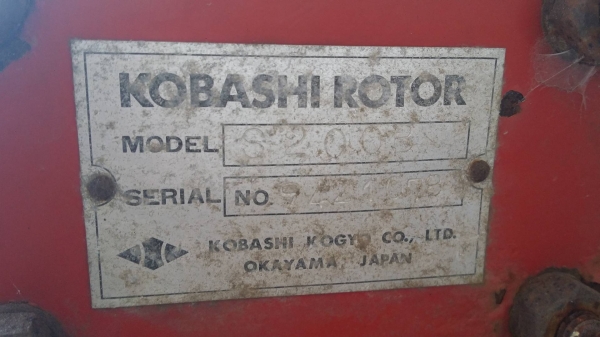 KOBASHI ROTOR
MODEL
SERIAL NO.
KOBASHI KOGYO CO., LTD.
OKAYAMA, JAPAN